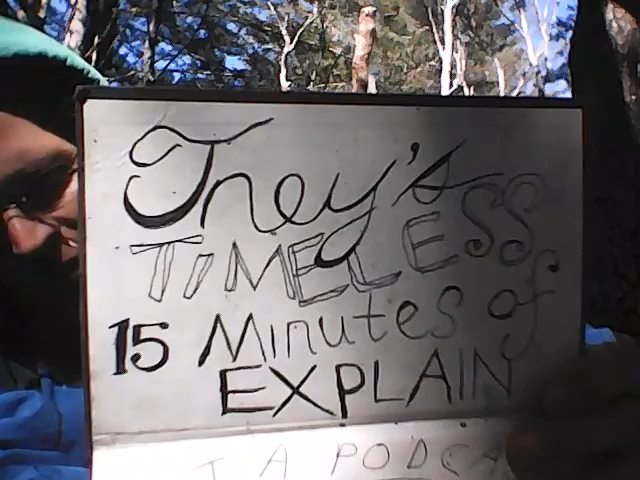 Trey's
TIMELESS
15 Minutes of
EXPLAIN
A PODCA